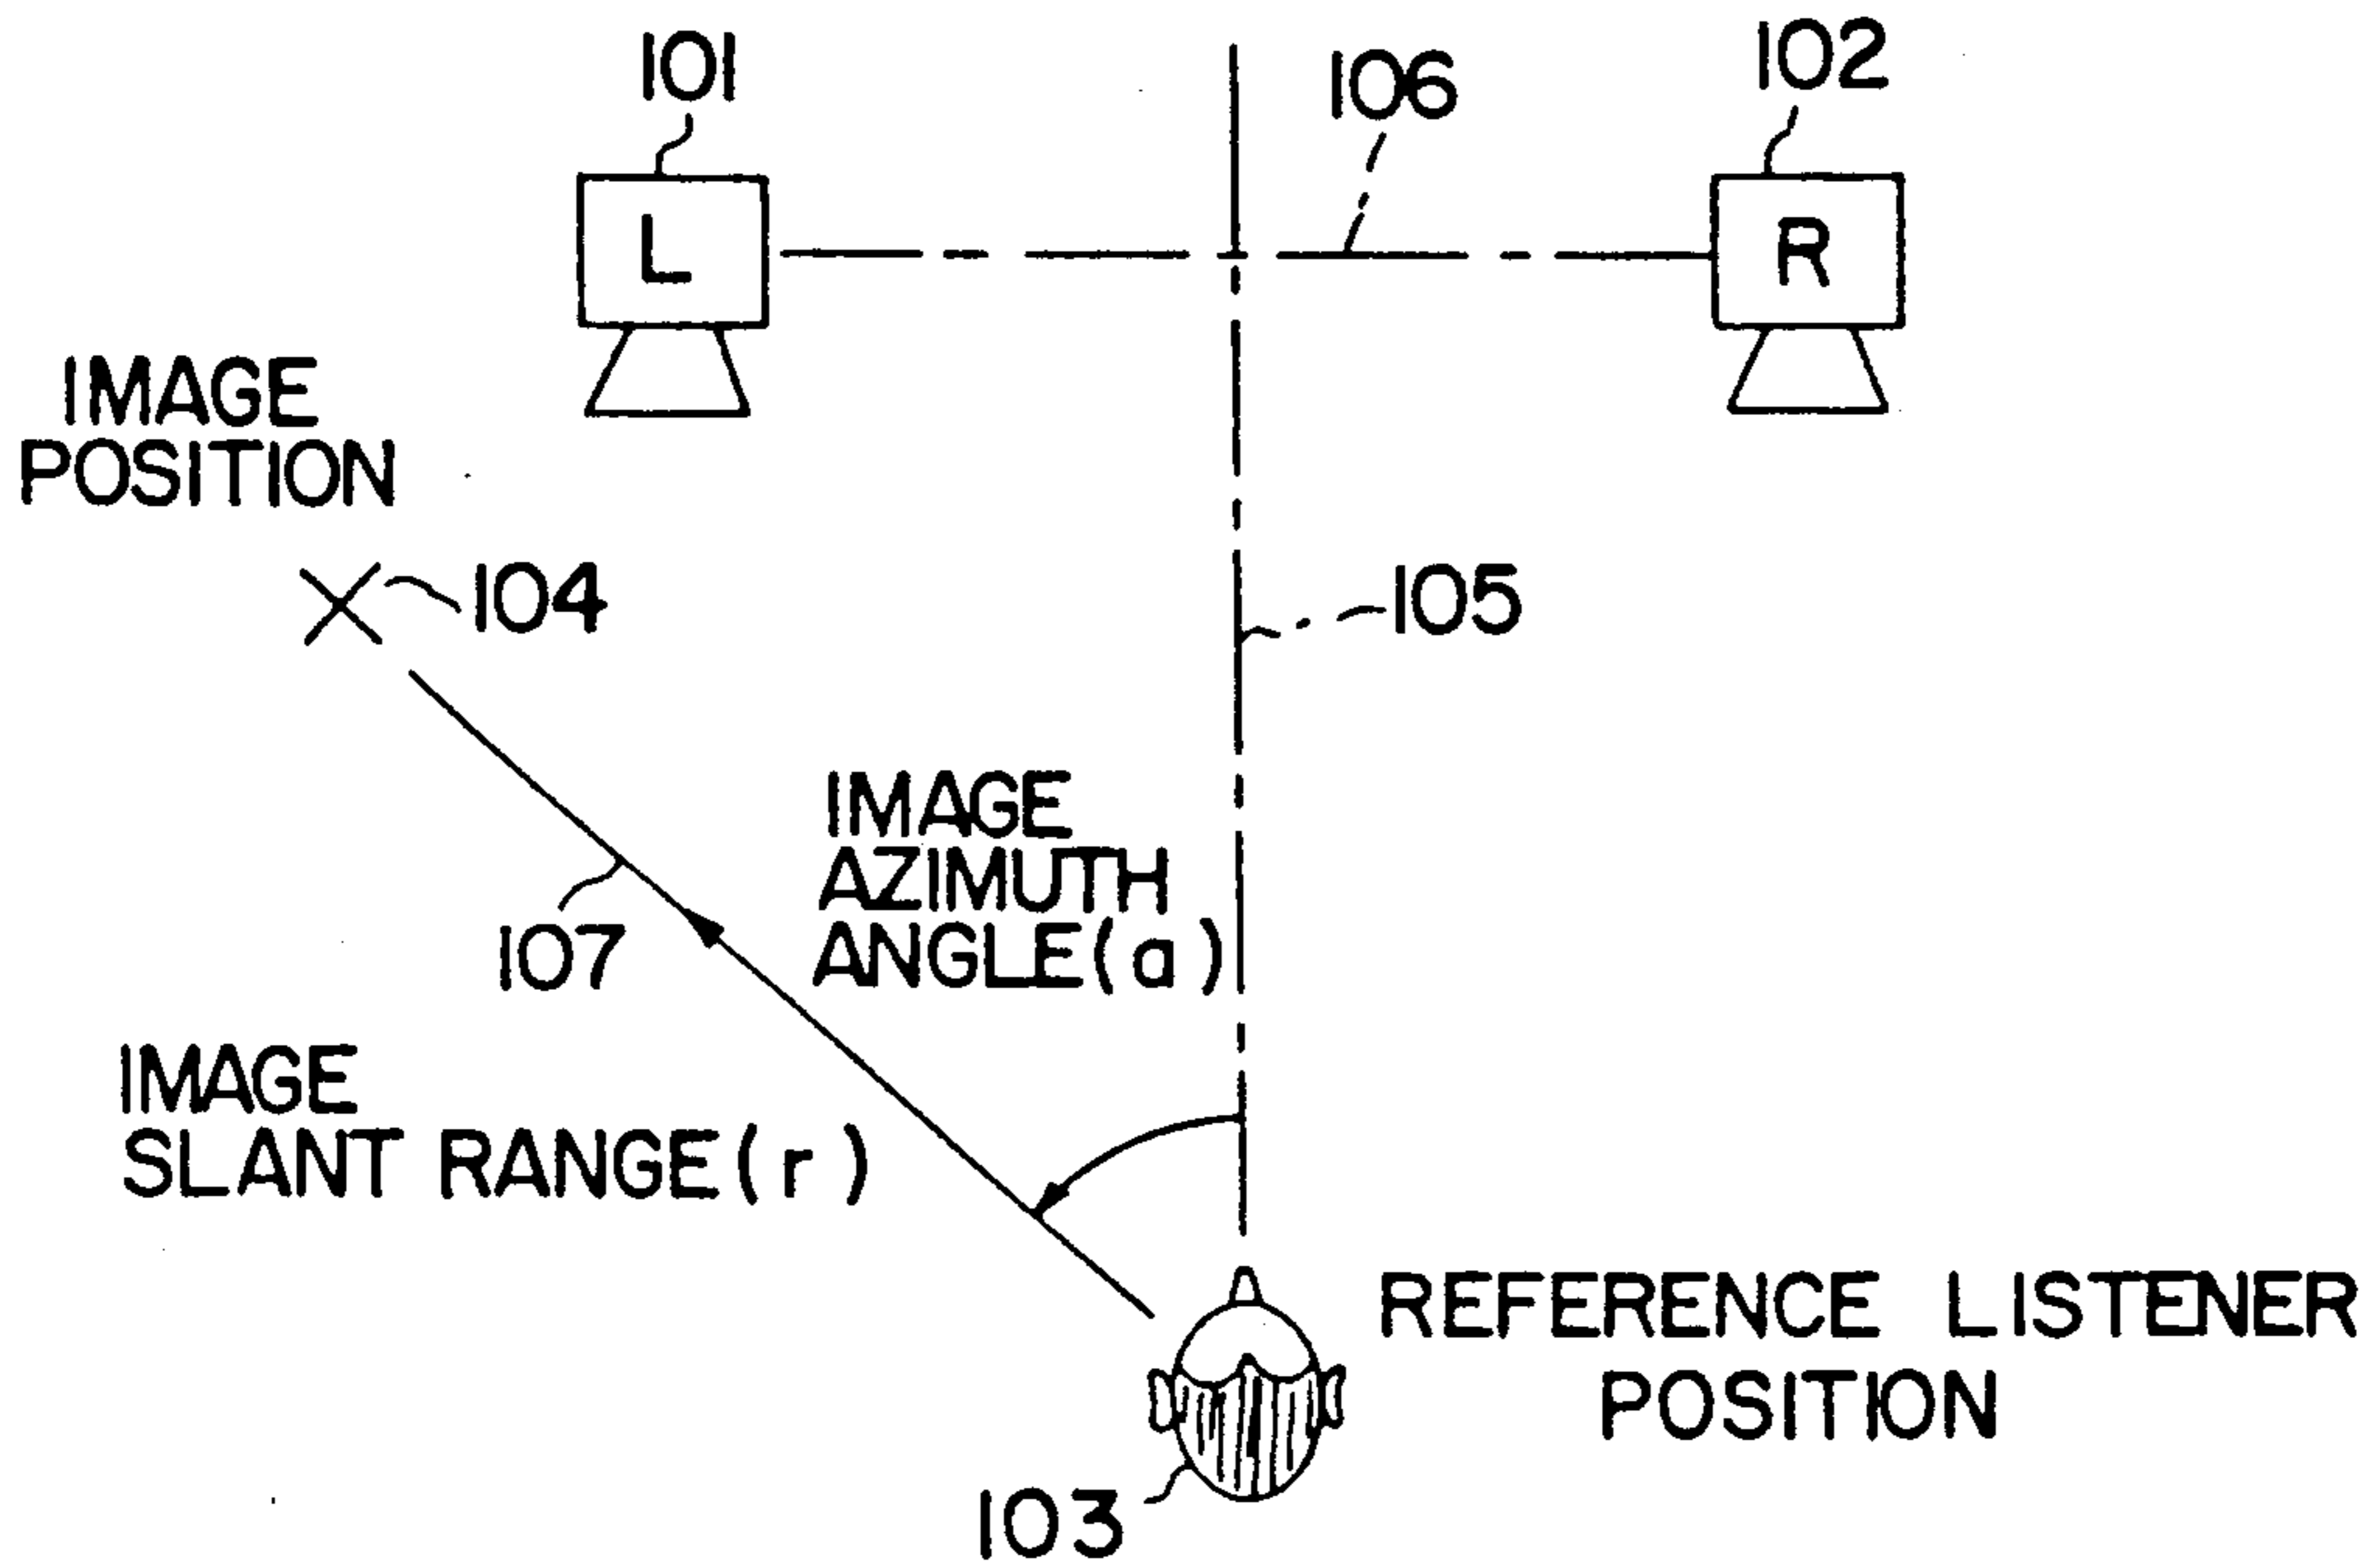 101
106
102
L
R
IMAGE
POSITION
104
105
IMAGE
AZIMUTH
ANGLE(a)
107
IMAGE
SLANT RANGE(r)
REFERENCE LISTENER
POSITION
103